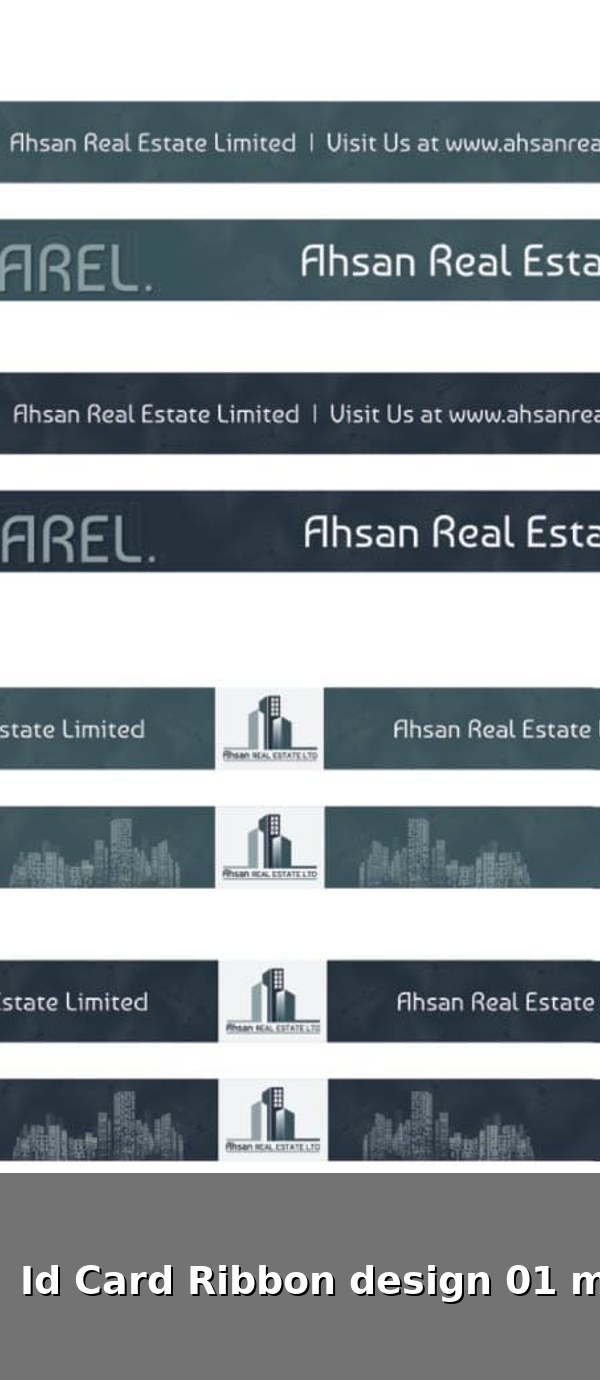 Ahsan Real Estate Limited | Visit Us at www.ahsanrea
AREL. Ahsan Real Esta
Ahsan Real Estate Limited | Visit Us at www.ahsanrea
AREL. Ahsan Real Esta
state Limited Ahsan REAL ESTATE LTD Ahsan Real Estate
Ahsan REAL ESTATE LTD
Estate Limited Ahsan REAL ESTATE LTD Ahsan Real Estate
Ahsan REAL ESTATE LTD
Id Card Ribbon design 01 m